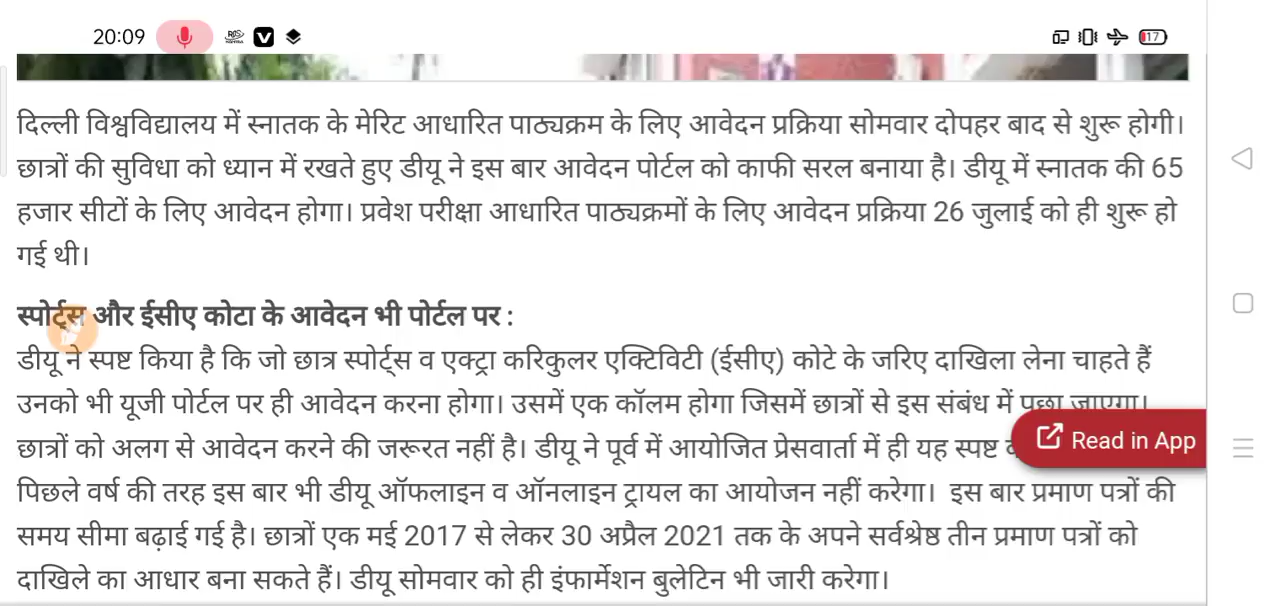 20:09
17
दिल्ली विश्वविद्यालय में स्नातक के मेरिट आधारित पाठ्यक्रम के लिए आवेदन प्रक्रिया सोमवार दोपहर बाद से शुरू होगी।
छात्रों की सुविधा को ध्यान में रखते हुए डीयू ने इस बार आवेदन पोर्टल को काफी सरल बनाया है। डीयू में स्नातक की 65
हजार सीटों के लिए आवेदन होगा। प्रवेश परीक्षा आधारित पाठ्यक्रमों के लिए आवेदन प्रक्रिया 26 जुलाई को ही शुरू हो
गई थी।
स्पोर्ट्स और ईसीए कोटा के आवेदन भी पोर्टल पर :
डीयू ने स्पष्ट किया है कि जो छात्र स्पोर्ट्स व एक्ट्रा करिकुलर एक्टिविटी (ईसीए) कोटे के जरिए दाखिला लेना चाहते हैं
उनको भी यूजी पोर्टल पर ही आवेदन करना होगा। उसमें एक कॉलम होगा जिसमें छात्रों से इस संबंध में पूछा जाएगा।
छात्रों को अलग से आवेदन करने की जरूरत नहीं है। डीयू ने पूर्व में आयोजित प्रेसवार्ता में ही यह स्पष्ट
Read in App
पिछले वर्ष की तरह इस बार भी डीयू ऑफलाइन व ऑनलाइन ट्रायल का आयोजन नहीं करेगा। इस बार प्रमाण पत्रों की
समय सीमा बढ़ाई गई है। छात्रों एक मई 2017 से लेकर 30 अप्रैल 2021 तक के अपने सर्वश्रेष्ठ तीन प्रमाण पत्रों को
दाखिले का आधार बना सकते हैं। डीयू सोमवार को ही इंफार्मेशन बुलेटिन भी जारी करेगा।